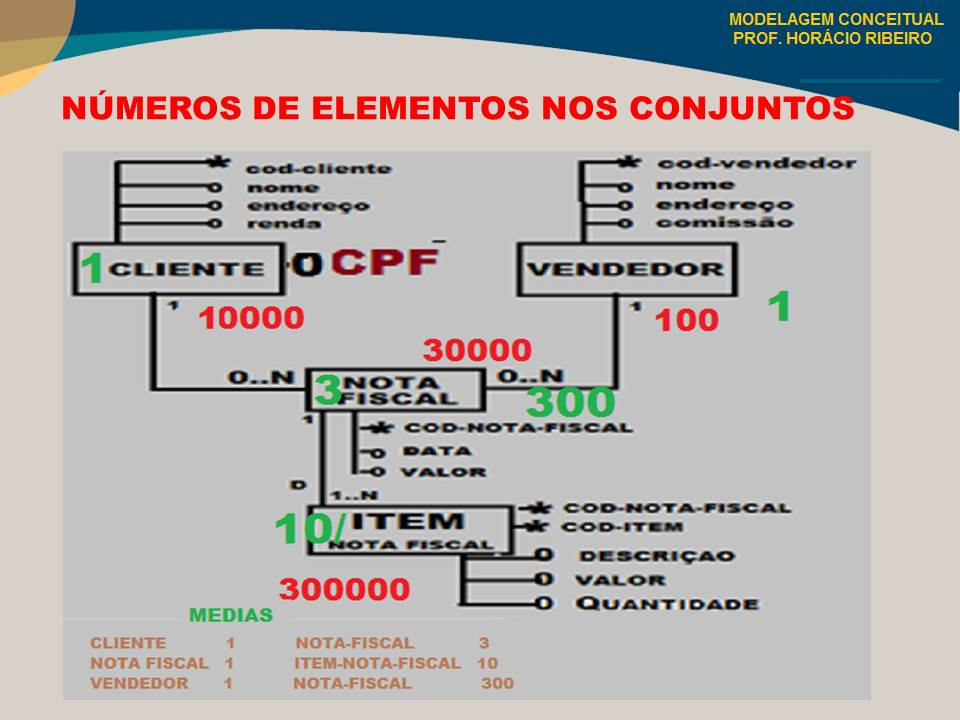 MODELAGEM CONCEITUAL
PROF. HORÁCIO RIBEIRO
NÚMEROS DE ELEMENTOS NOS CONJUNTOS
* cod-cliente
o nome
o endereço
o renda
* cod-vendedor
o nome
o endereço
o comissão
1 CLIENTE
O CPF
VENDEDOR
1
10000
1
100
1
30000
0..N
3 NOTA FISCAL
0..N
300
1
* COD-NOTA-FISCAL
O DATA
O VALOR
D
1..N
10/ ITEM
NOTA FISCAL
* COD-NOTA-FISCAL
* COD-ITEM
O DESCRIÇAO
O VALOR
O QUANTIDADE
300000
MEDIAS
CLIENTE 1 NOTA-FISCAL 3
NOTA FISCAL 1 ITEM-NOTA-FISCAL 10
VENDEDOR 1 NOTA-FISCAL 300